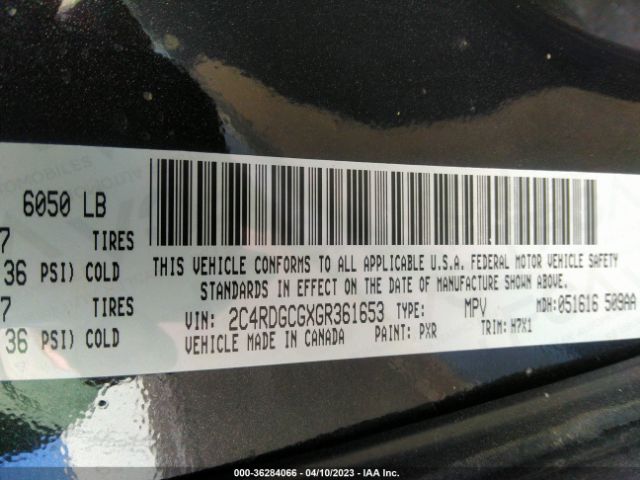 6050 LB
7 TIRES
36 PSI) COLD
7 TIRES
36 PSI) COLD
THIS VEHICLE CONFORMS TO ALL APPLICABLE U.S.A. FEDERAL MOTOR VEHICLE SAFETY
STANDARDS IN EFFECT ON THE DATE OF MANUFACTURE SHOWN ABOVE.
VIN: 2C4RDGCGXGR361653 TYPE: MPV MDH: 051616 509AA
VEHICLE MADE IN CANADA PAINT: PXR TRIM: H7X1
000-36284066 - 04/10/2023 - IAA Inc.